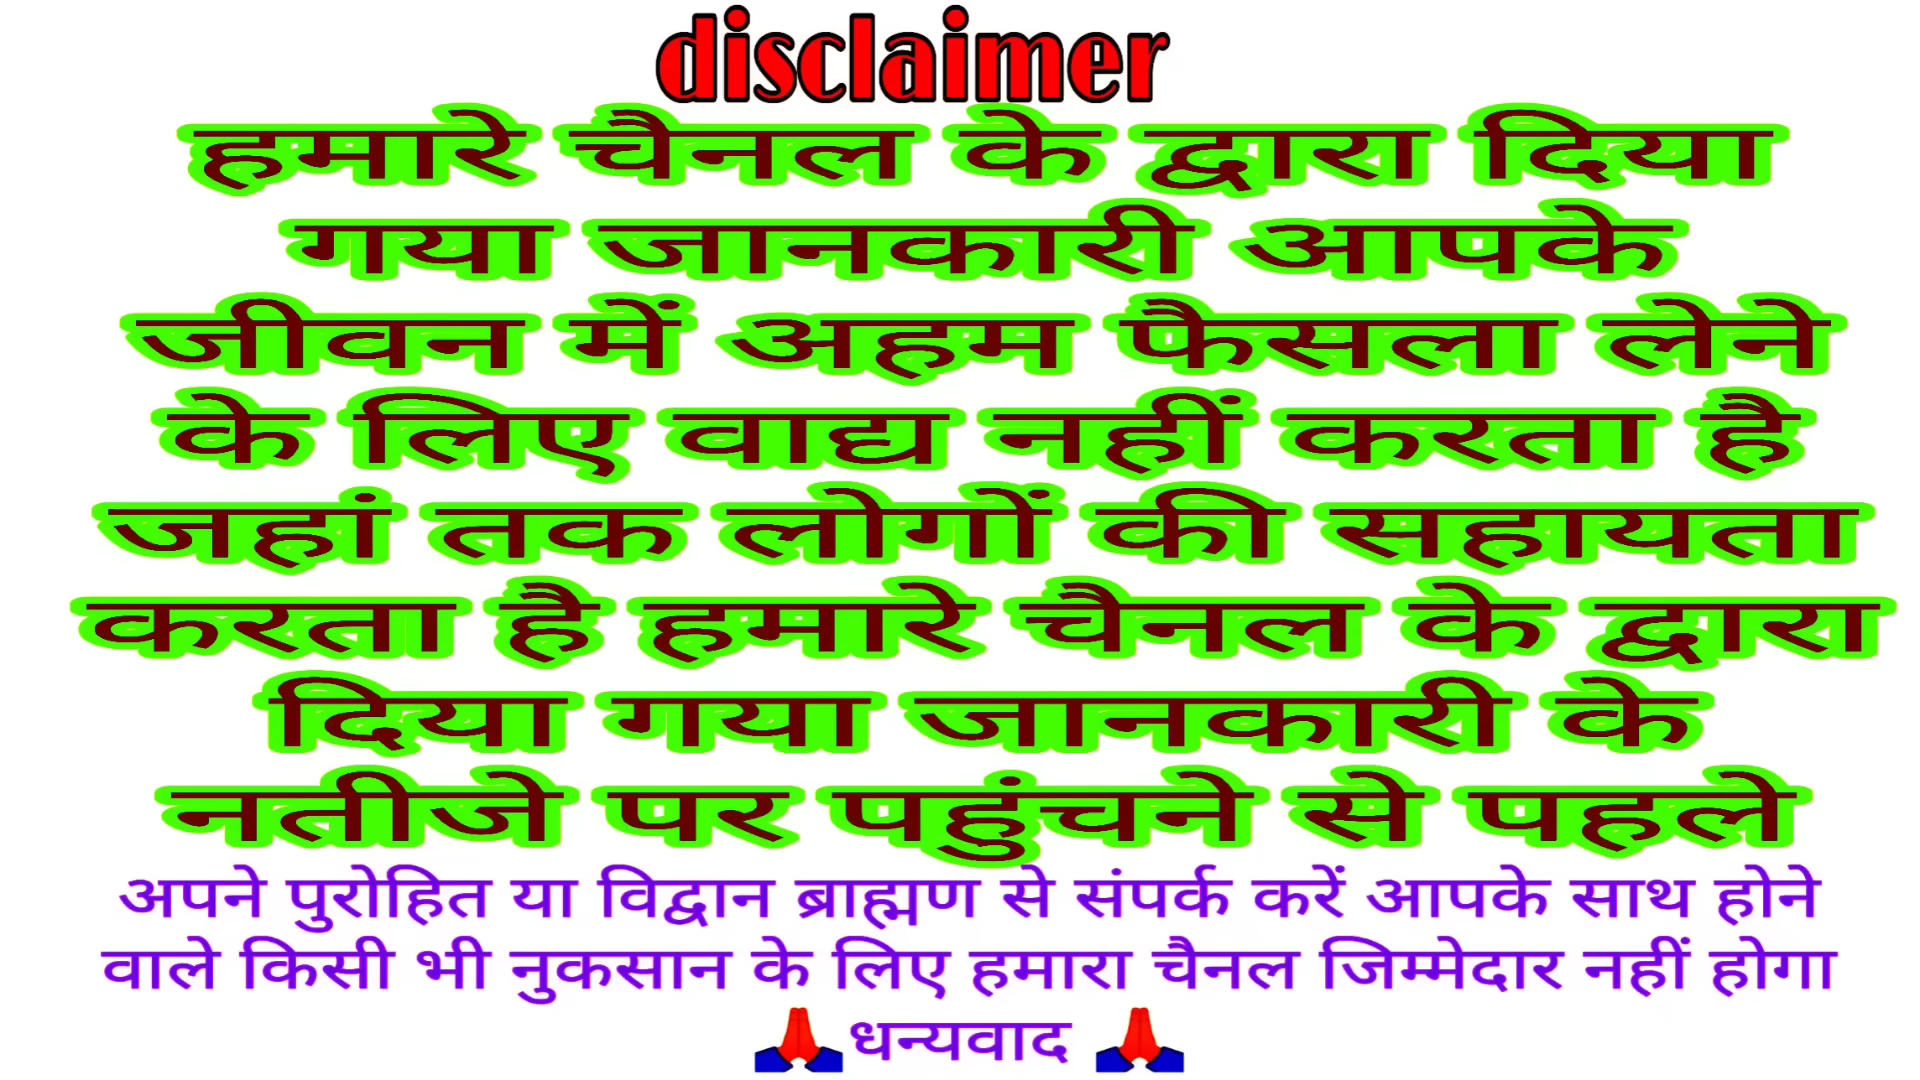 disclaimer
हमारे चैनल के द्वारा दिया
गया जानकारी आपके
जीवन में अहम फैसला लेने
के लिए वाद्य नहीं करता है
जहां तक लोगों की सहायता
करता है हमारे चैनल के द्वारा
दिया गया जानकारी के
नतीजे पर पहुंचने से पहले
अपने पुरोहित या विद्वान ब्राह्मण से संपर्क करें आपके साथ होने
वाले किसी भी नुकसान के लिए हमारा चैनल जिम्मेदार नहीं होगा
🙏धन्यवाद 🙏